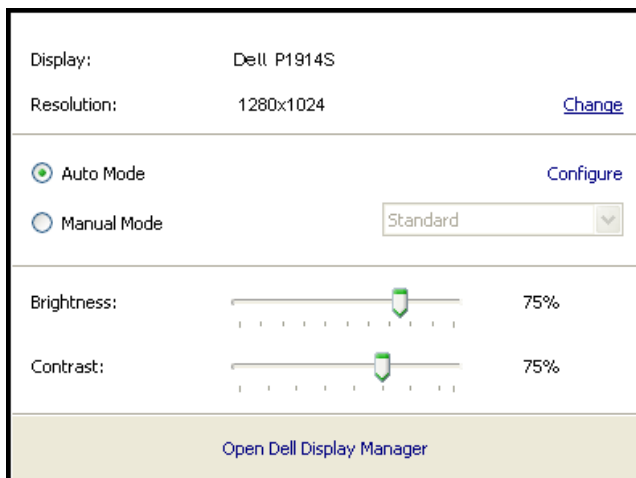 Display: Dell P1914S
Resolution: 1280x1024 Change
Auto Mode Configure
Manual Mode Standard
Brightness: 75%
Contrast: 75%
Open Dell Display Manager